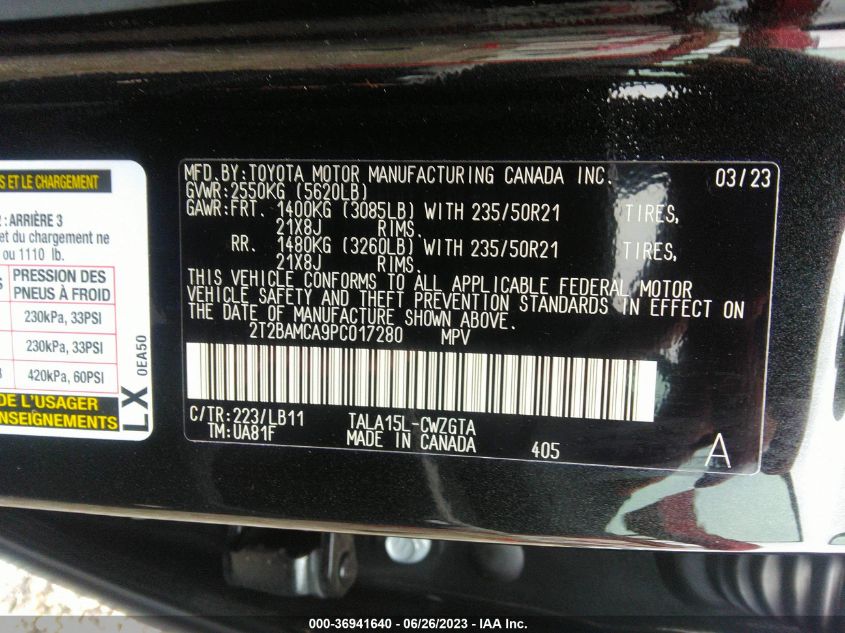 S ET LE CHARGEMENT
2 : ARRIÈRE 3
et du chargement ne
ou 1110 lb.
S PRESSION DES
PNEUS À FROID
230kPa, 33PSI
230kPa, 33PSI
420kPa, 60PSI
DE L'USAGER
ENSEIGNEMENTS
LX 0EA50
MFD.BY:TOYOTA MOTOR MANUFACTURING CANADA INC. 03/23
GVWR:2550KG (5620LB)
GAWR:FRT. 1400KG (3085LB) WITH 235/50R21 TIRES,
21X8J RIMS.
RR. 1480KG (3260LB) WITH 235/50R21 TIRES,
21X8J RIMS.
THIS VEHICLE CONFORMS TO ALL APPLICABLE FEDERAL MOTOR
VEHICLE SAFETY AND THEFT PREVENTION STANDARDS IN EFFECT ON
THE DATE OF MANUFACTURE SHOWN ABOVE.
2T2BAMCA9PC017280 MPV
C/TR:223/LB11 TALA15L-CWZGTA
TM:UA81F MADE IN CANADA 405 A
000-36941640 - 06/26/2023 - IAA Inc.